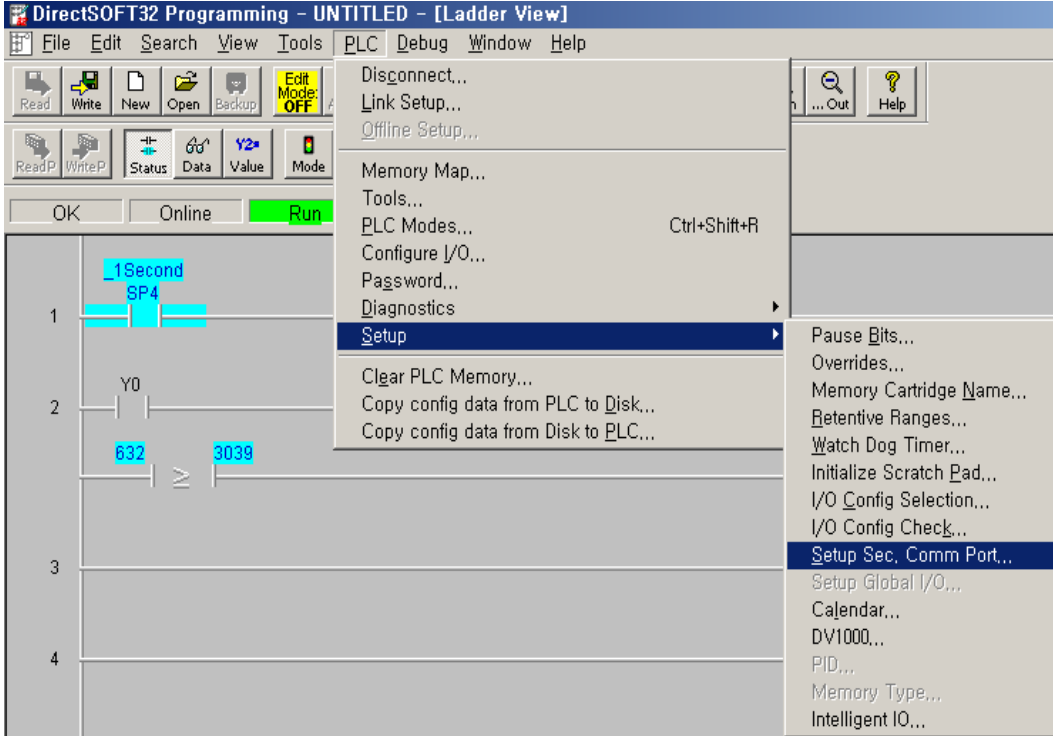 DirectSOFT32 Programming - UNTITLED - [Ladder View]
File Edit Search View Tools PLC Debug Window Help
Read Write New Open Backup Edit Mode: OFF ... Out Help
ReadP WriteP Status Data Y2= Value Mode
OK Online Run
Disconnect...
Link Setup...
Offline Setup...
Memory Map...
Tools...
PLC Modes... Ctrl+Shift+R
Configure I/O...
Password...
Diagnostics
Setup
Clear PLC Memory...
Copy config data from PLC to Disk...
Copy config data from Disk to PLC...
Pause Bits...
Overrides...
Memory Cartridge Name...
Retentive Ranges...
Watch Dog Timer...
Initialize Scratch Pad...
I/O Config Selection...
I/O Config Check...
Setup Sec. Comm Port...
Setup Global I/O...
Calendar...
DV1000...
PID...
Memory Type...
Intelligent IO...
_1Second
SP4
1
Y0
2
632 ≥ 3039
3
4